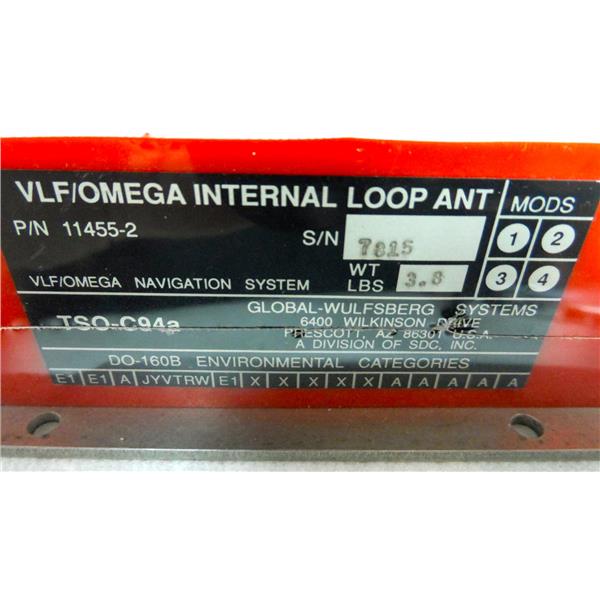 VLF/OMEGA INTERNAL LOOP ANT
MODS
P/N 11455-2
S/N 7815
1 2
VLF/OMEGA NAVIGATION SYSTEM
WT LBS 3.8
3 4
TSO-C94a
GLOBAL-WULFSBERG SYSTEMS
6400 WILKINSON DRIVE
PRESCOTT, AZ 86301 U.S.A.
A DIVISION OF SDC, INC.
DO-160B ENVIRONMENTAL CATEGORIES
E1 E1 A JYVTRW E1 X X X X X A A A A A A